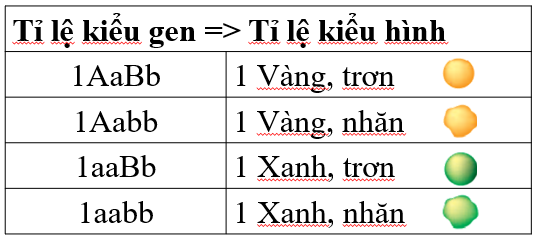 Tỉ lệ kiểu gen => Tỉ lệ kiểu hình
1AaBb 1 Vàng, trơn
1Aabb 1 Vàng, nhăn
1aaBb 1 Xanh, trơn
1aabb 1 Xanh, nhăn